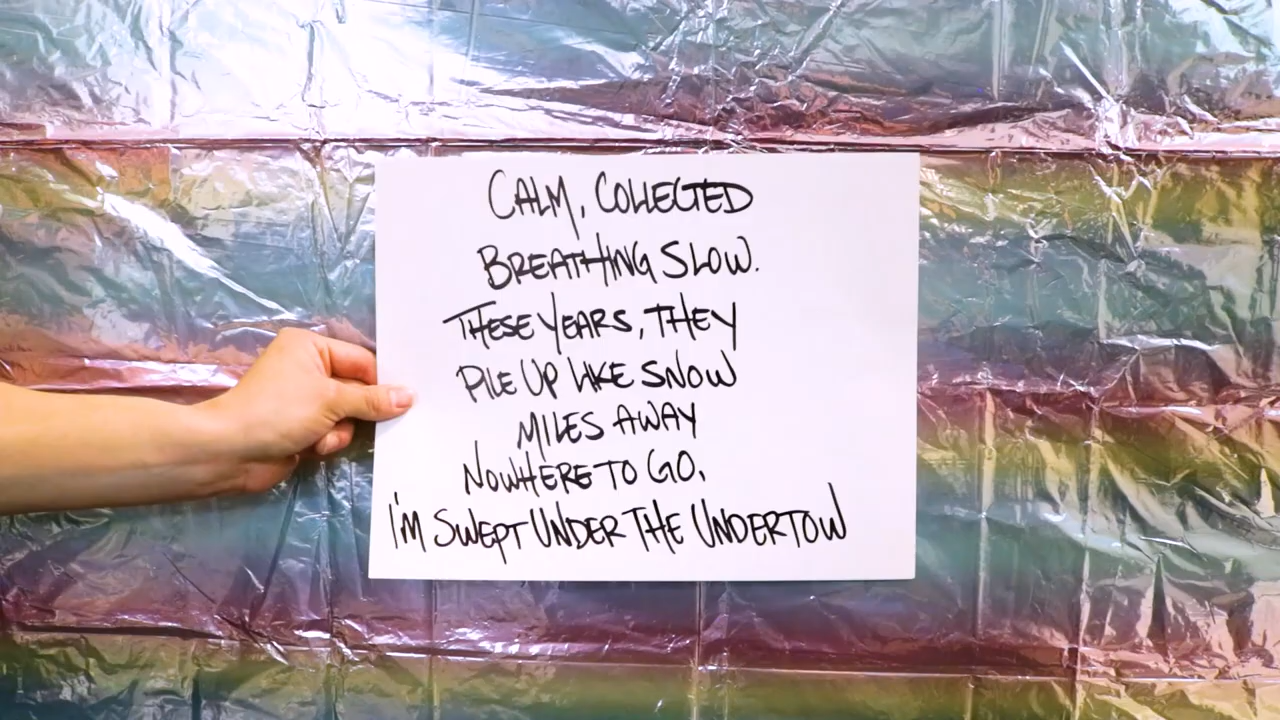 CALM, COLLECTED
BREATHING SLOW.
THESE YEARS, THEY
PILE UP LIKE SNOW
MILES AWAY
NOWHERE TO GO.
I'M SWEPT UNDER THE UNDERTOW